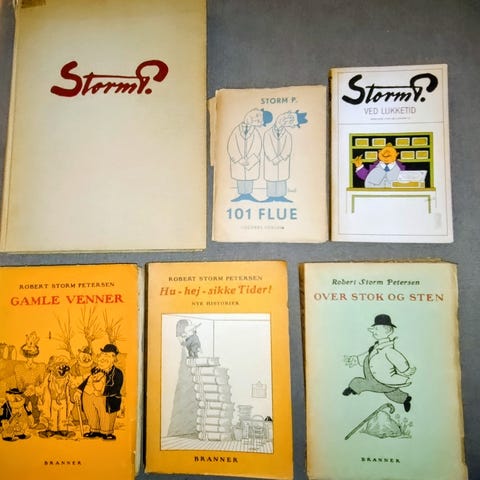 Storm P.
STORM P.
101 FLUE
Storm P.
VED LUKKETID
ROBERT STORM PETERSEN
GAMLE VENNER
BRANNER
ROBERT STORM PETERSEN
Hu - hej - sikke Tider!
NYE HISTORIER
BRANNER
Robert Storm Petersen
OVER STOK OG STEN
BRANNER